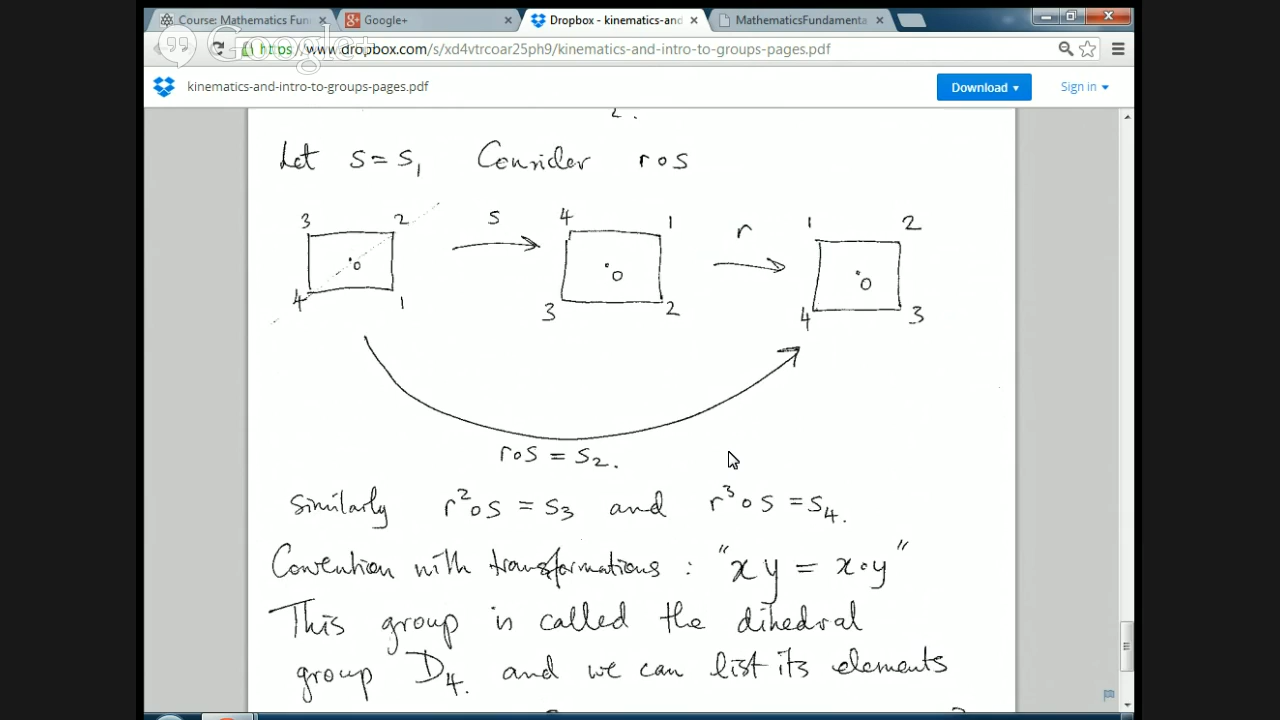 Course: Mathematics Fun
Google+
Dropbox - kinematics-and
MathematicsFundamenta
Google+
https://www.dropbox.com/s/xd4vtrcoar25ph9/kinematics-and-intro-to-groups-pages.pdf
kinematics-and-intro-to-groups-pages.pdf
Download
Sign in
2.
Let s = s₁ Consider r∘s
3 2 s 4 1 r 1 2
o o o
4 1 3 2 4 3
r∘s = s₂.
Similarly r²∘s = s₃ and r³∘s = s₄.
Convention with transformations : "xy = x∘y"
This group is called the dihedral
group D₄. and we can list its elements